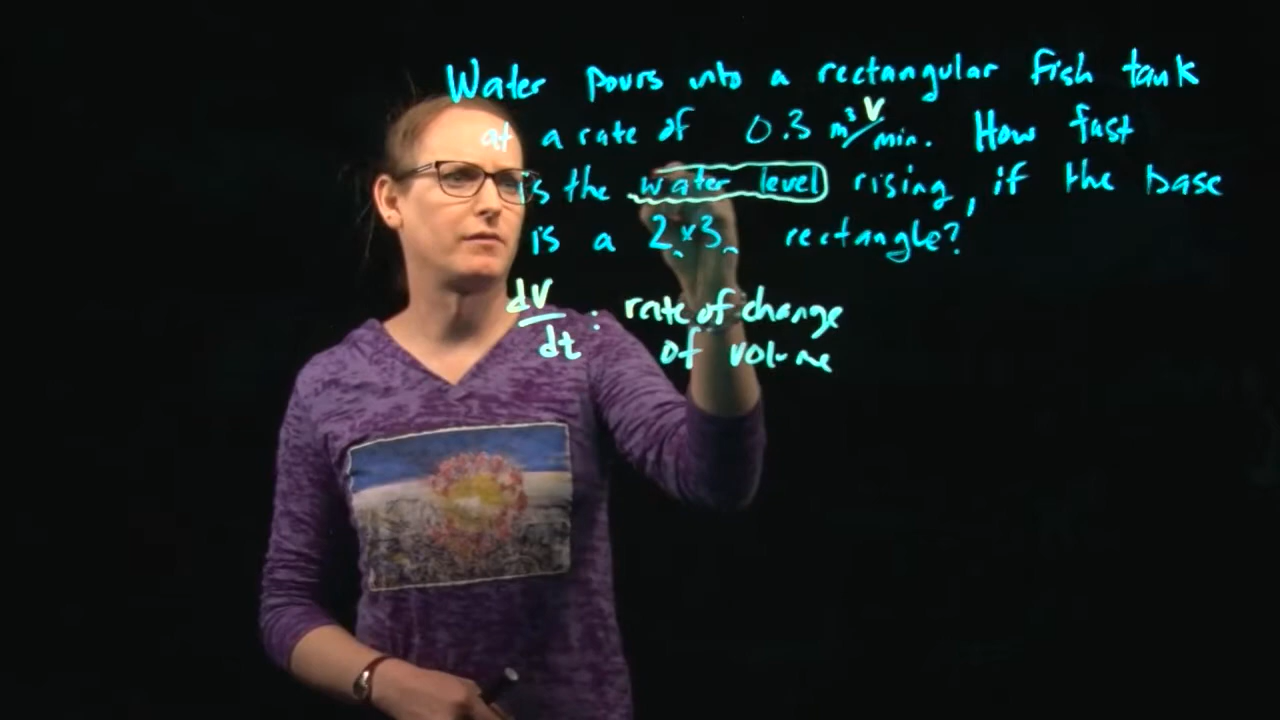 Water pours into a rectangular fish tank
at a rate of 0.3 m³/min. How fast
V
is the water level rising, if the base
is a 2 x 3 rectangle?
dV/dt : rate of change
of volume